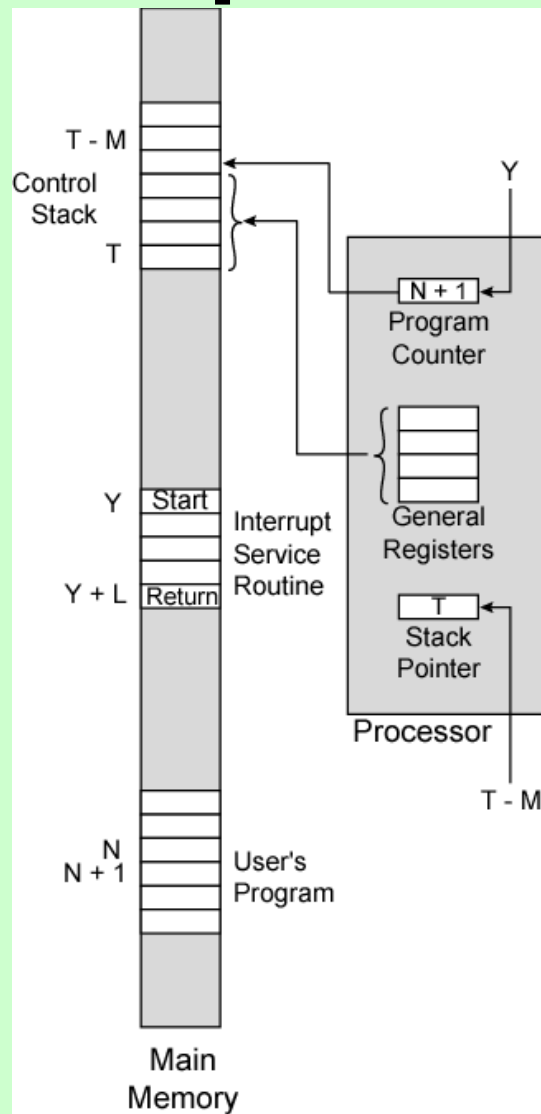 T - M
Control
Stack
T
Y
N + 1
Program
Counter
General
Registers
T
Stack
Pointer
Processor
T - M
Y
Start
Interrupt
Service
Routine
Y + L
Return
N
N + 1
User's
Program
Main
Memory